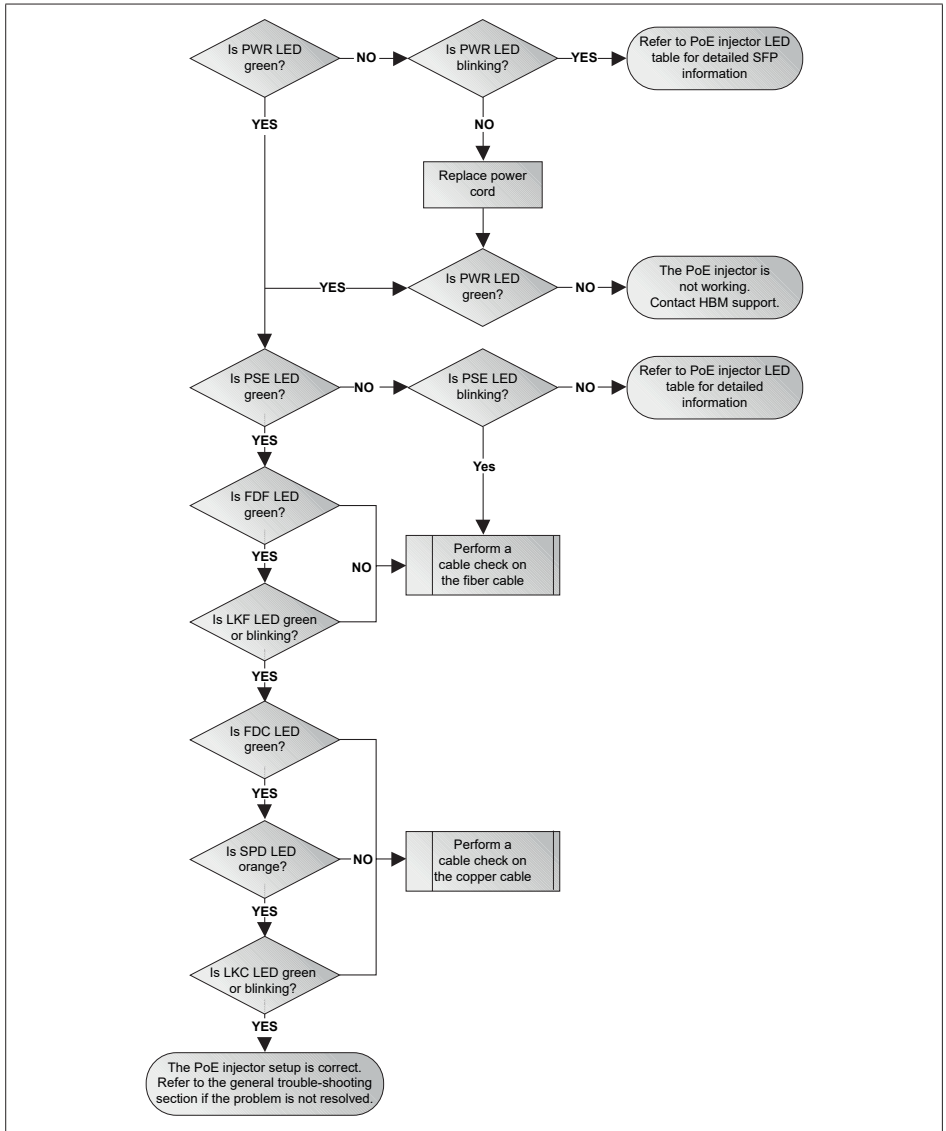 Is PWR LED
green?
NO
Is PWR LED
blinking?
YES
Refer to PoE injector LED
table for detailed SFP
information
YES
NO
Replace power
cord
YES
Is PWR LED
green?
NO
The PoE injector is
not working.
Contact HBM support.
Is PSE LED
green?
NO
Is PSE LED
blinking?
NO
Refer to PoE injector LED
table for detailed
information
YES
Yes
Is FDF LED
green?
YES
NO
Perform a
cable check on
the fiber cable
Is LKF LED green
or blinking?
YES
Is FDC LED
green?
YES
Is SPD LED
orange?
NO
Perform a
cable check on
the copper cable
YES
Is LKC LED green
or blinking?
YES
The PoE injector setup is correct.
Refer to the general trouble-shooting
section if the problem is not resolved.